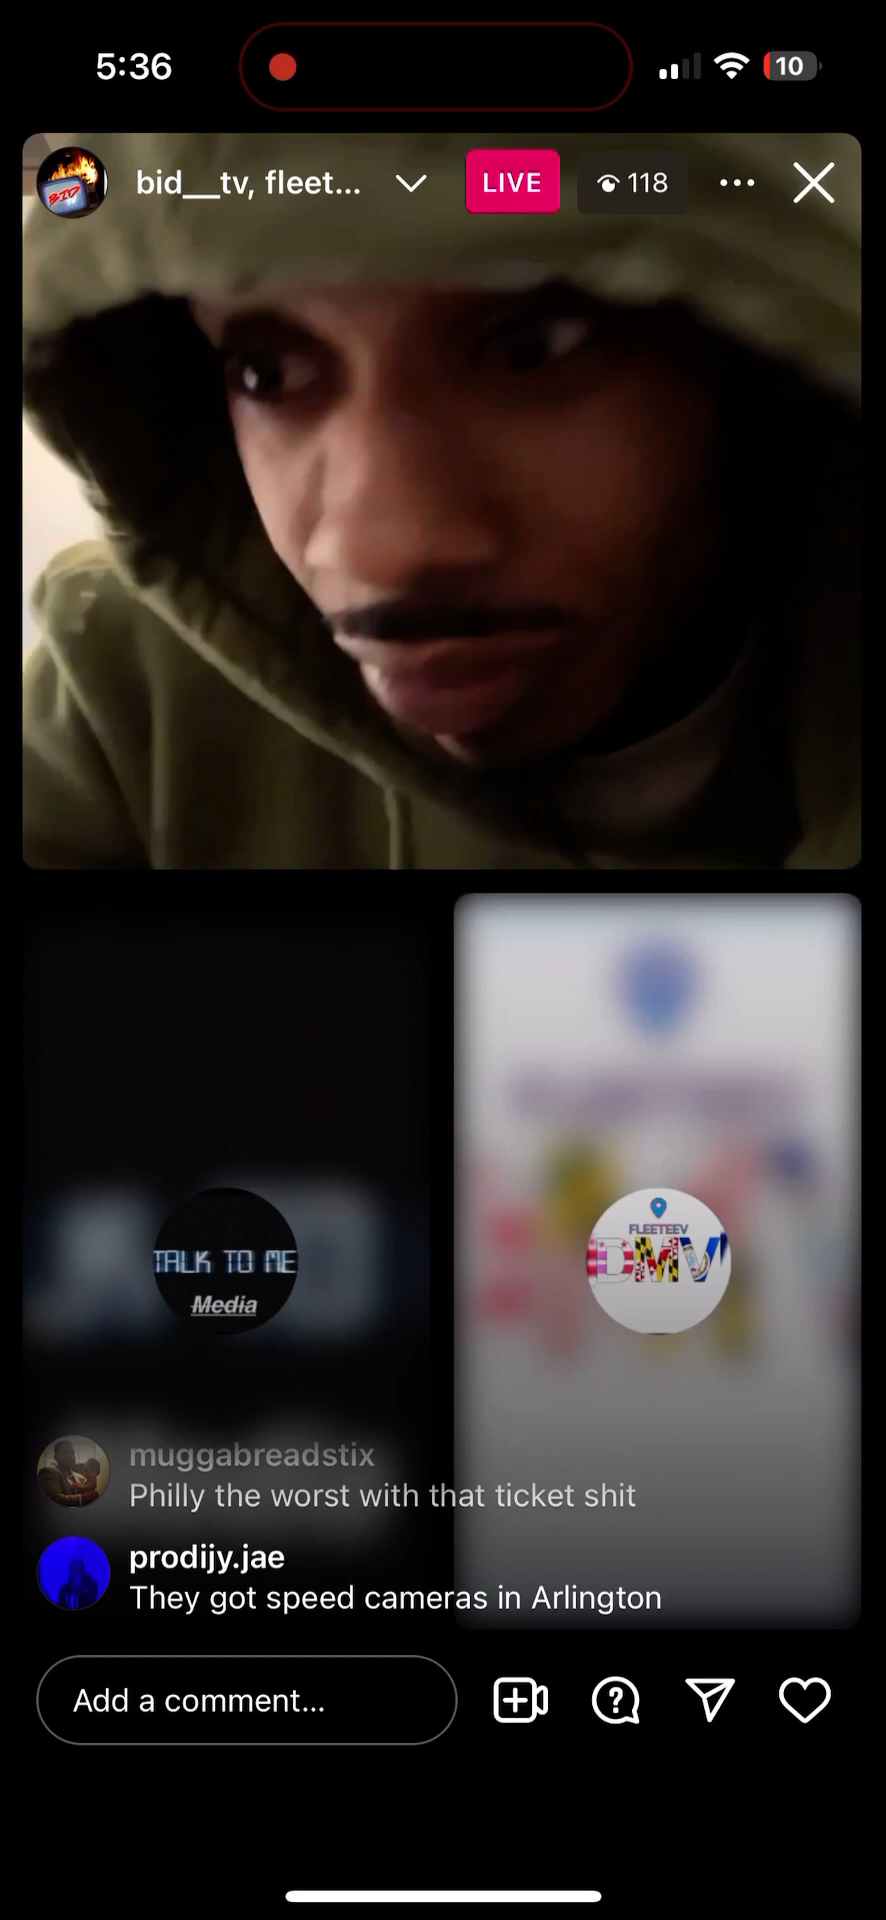 5:36
10
BID
bid__tv, fleet...
LIVE
118
TALK TO ME
Media
FLEETEEV
DMV
muggabreadstix
Philly the worst with that ticket shit
prodijy.jae
They got speed cameras in Arlington
Add a comment...